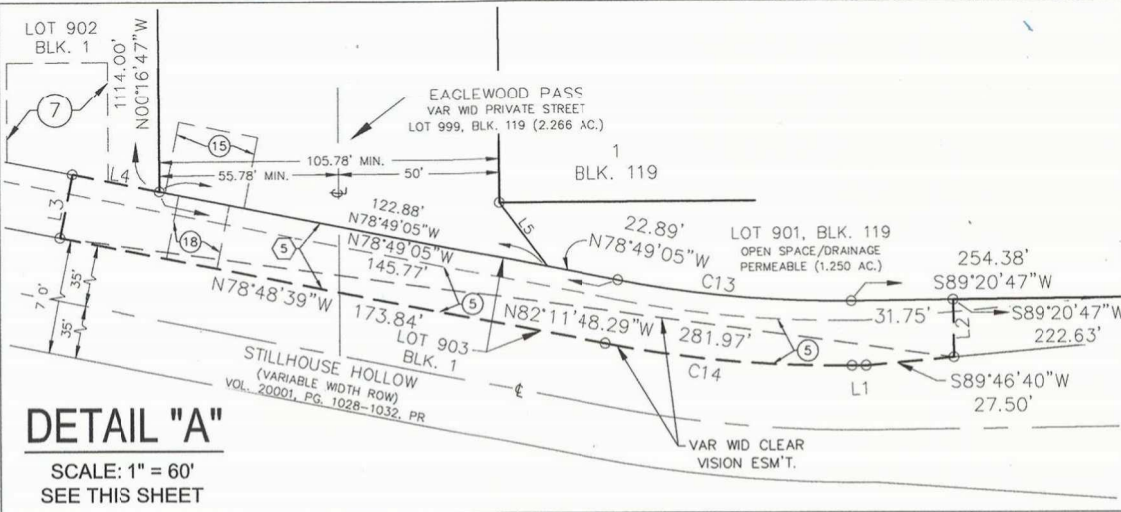 LOT 902
BLK. 1
7
1114.00'
N00°16'47"W
EAGLEWOOD PASS
VAR WID PRIVATE STREET
LOT 999, BLK. 119 (2.266 AC.)
15
105.78' MIN.
55.78' MIN.
50'
1
BLK. 119
L4
L3
L5
122.88'
N78°49'05"W
N78°49'05"W
145.77'
22.89'
N78°49'05"W
LOT 901, BLK. 119
OPEN SPACE/DRAINAGE
PERMEABLE (1.250 AC.)
254.38'
S89°20'47"W
C13
18
5
5
N78°48'39"W
173.84'
N82°11'48.29"W
281.97'
31.75'
S89°20'47"W
222.63'
L2
35'
35'
LOT 903
BLK. 1
5
C14
L1
S89°46'40"W
27.50'
STILLHOUSE HOLLOW
(VARIABLE WIDTH ROW)
VOL. 20001, PG. 1028-1032, PR
VAR WID CLEAR
VISION ESM'T.
DETAIL "A"
SCALE: 1" = 60'
SEE THIS SHEET